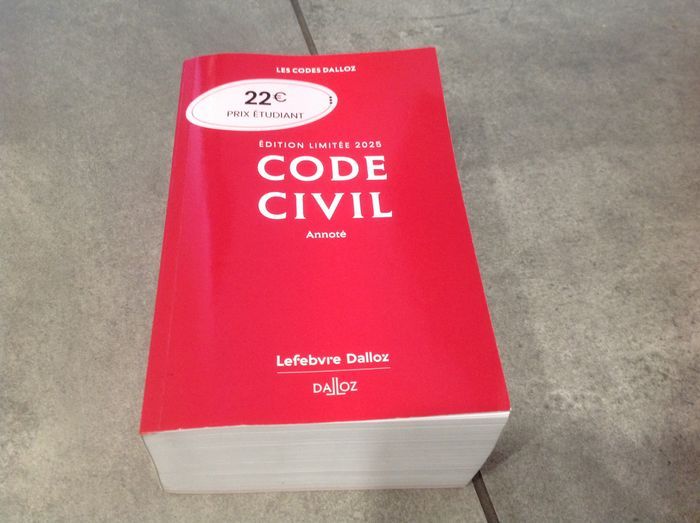 LES CODES DALLOZ
22€
PRIX ÉTUDIANT
ÉDITION LIMITÉE 2025
CODE
CIVIL
Annoté
Lefebvre Dalloz
DALLOZ